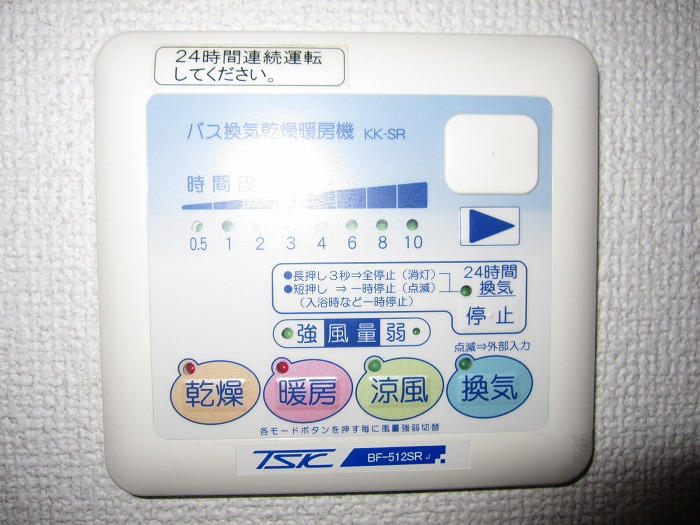 24時間連続運転
してください。
バス換気乾燥暖房機 KK-SR
時間
0.5 1 2 3 4 6 8 10
●長押し3秒⇒全停止(消灯)
●短押し ⇒一時停止(点滅)
(入浴時など一時停止)
24時間
換気
停止
強 風量 弱
点滅⇒外部入力
乾燥 暖房 涼風 換気
各モードボタンを押す毎に風量強弱切替
TSK BF-512SR J